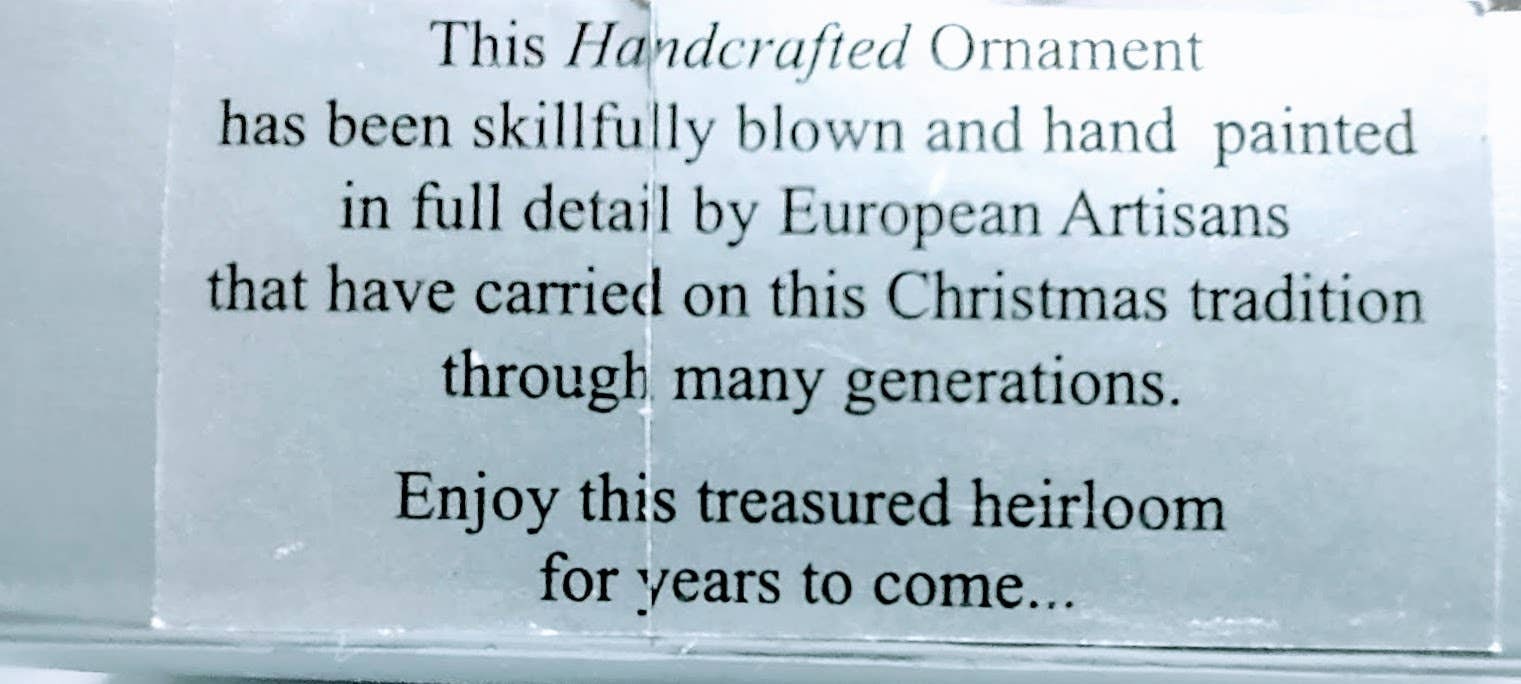 This Handcrafted Ornament
has been skillfully blown and hand painted
in full detail by European Artisans
that have carried on this Christmas tradition
through many generations.
Enjoy this treasured heirloom
for years to come...